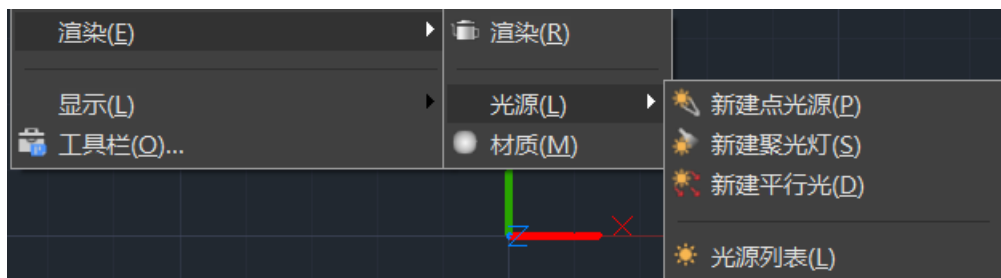 渲染(E)
显示(L)
工具栏(O)...
渲染(R)
光源(L)
材质(M)
新建点光源(P)
新建聚光灯(S)
新建平行光(D)
光源列表(L)
X
Z